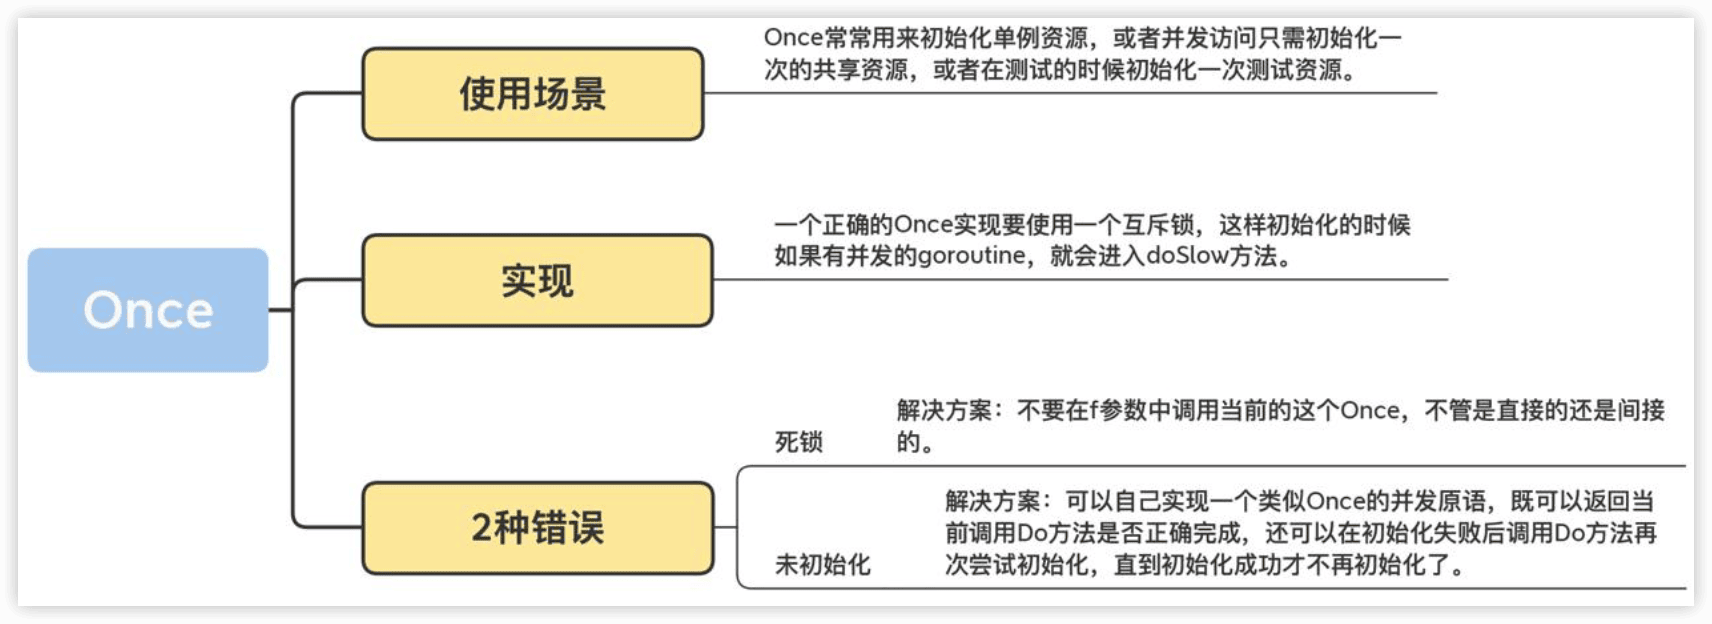 Once
使用场景
Once常常用来初始化单例资源，或者并发访问只需初始化一
次的共享资源，或者在测试的时候初始化一次测试资源。
实现
一个正确的Once实现要使用一个互斥锁，这样初始化的时候
如果有并发的goroutine，就会进入doSlow方法。
2种错误
死锁
解决方案：不要在f参数中调用当前的这个Once，不管是直接的还是间接
的。
未初始化
解决方案：可以自己实现一个类似Once的并发原语，既可以返回当
前调用Do方法是否正确完成，还可以在初始化失败后调用Do方法再
次尝试初始化，直到初始化成功才不再初始化了。